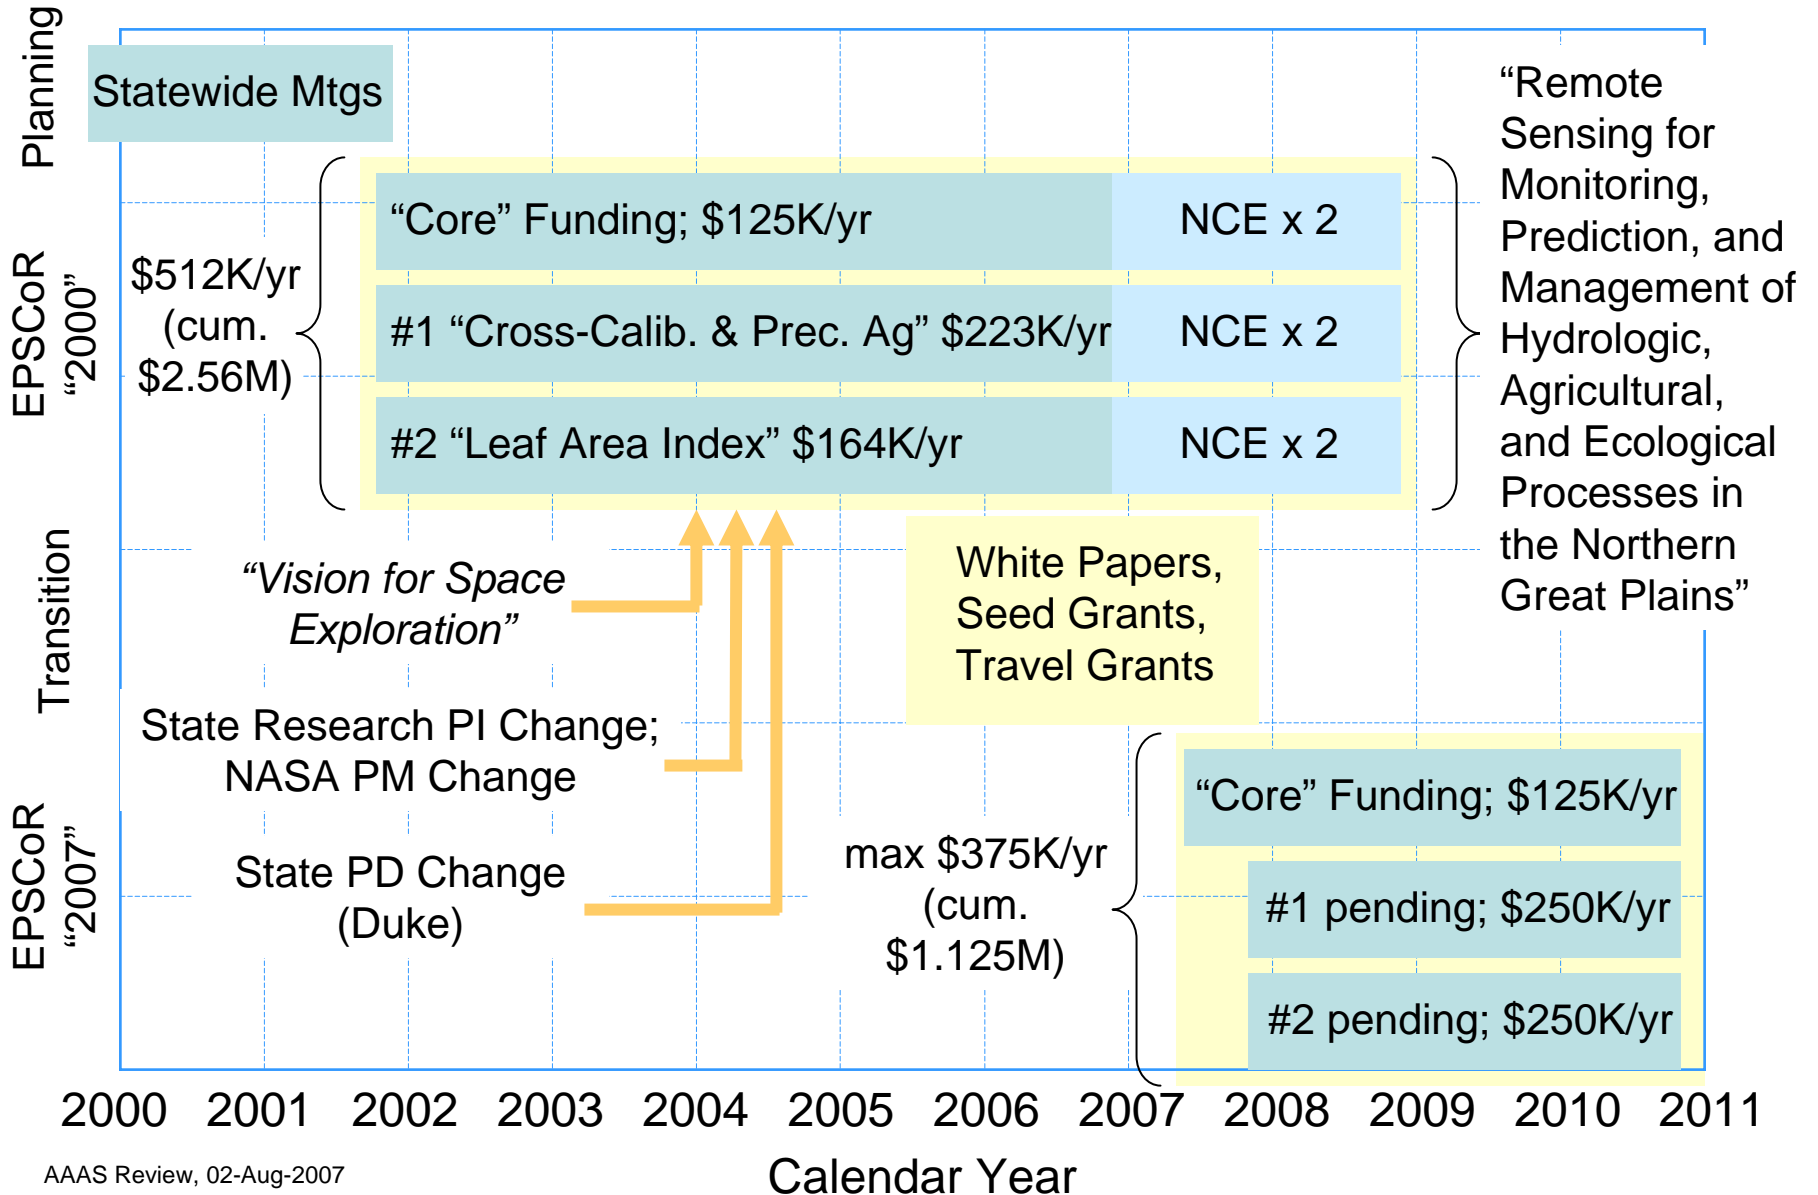 Planning
Statewide Mtgs
EPSCoR
“2000”
$512K/yr
(cum.
$2.56M)
“Core” Funding; $125K/yr
NCE x 2
#1 “Cross-Calib. & Prec. Ag” $223K/yr
NCE x 2
#2 “Leaf Area Index” $164K/yr
NCE x 2
“Remote
Sensing for
Monitoring,
Prediction, and
Management of
Hydrologic,
Agricultural,
and Ecological
Processes in
the Northern
Great Plains”
Transition
“Vision for Space
Exploration”
White Papers,
Seed Grants,
Travel Grants
State Research PI Change;
NASA PM Change
EPSCoR
“2007”
State PD Change
(Duke)
max $375K/yr
(cum.
$1.125M)
“Core” Funding; $125K/yr
#1 pending; $250K/yr
#2 pending; $250K/yr
2000 2001 2002 2003 2004 2005 2006 2007 2008 2009 2010 2011
Calendar Year
AAAS Review, 02-Aug-2007